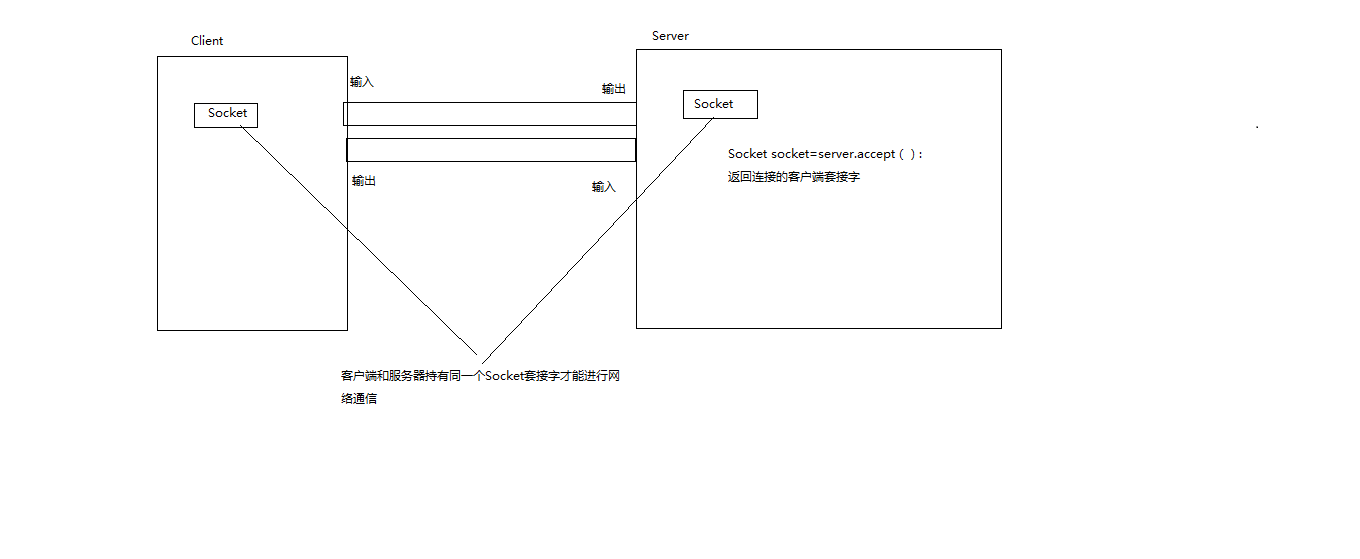 Client
Server
输入
输出
Socket
Socket
Socket socket=server.accept（）:
返回连接的客户端套接字
输出
输入
客户端和服务器持有同一个Socket套接字才能进行网
络通信